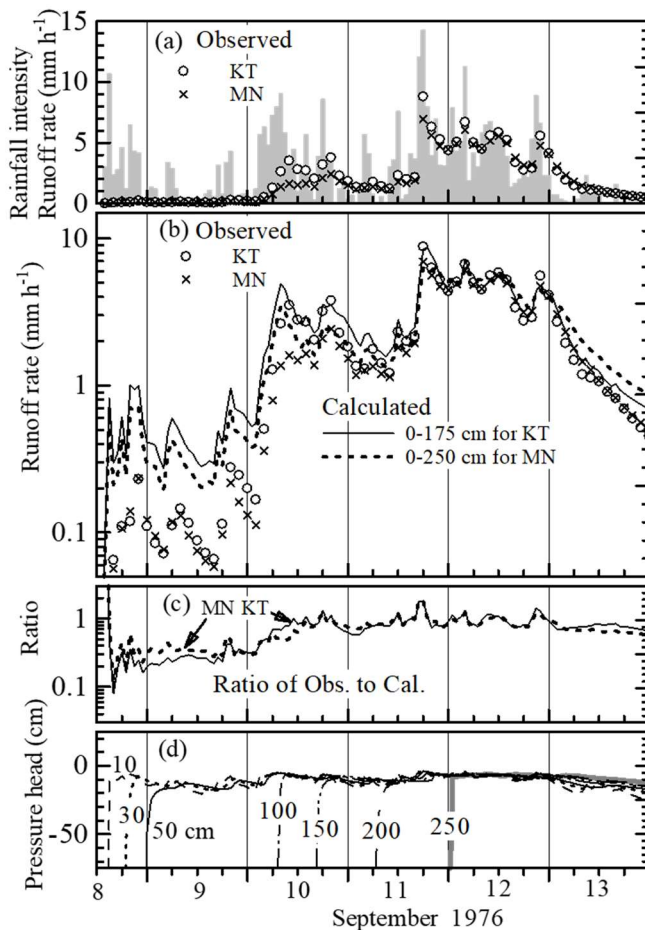 Rainfall intensity
Runoff rate (mm h⁻¹)
15
10
5
0
(a) Observed
KT
MN
Runoff rate (mm h⁻¹)
10
1
0.1
(b) Observed
KT
MN
Calculated
0-175 cm for KT
0-250 cm for MN
Ratio
1
0.1
(c)
MN KT
Ratio of Obs. to Cal.
Pressure head (cm)
0
-50
(d)
10
30
50 cm
100
150
200
250
8 9 10 11 12 13
September 1976